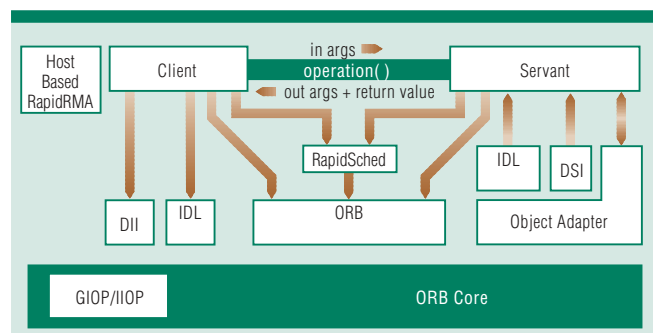 Host
Based
RapidRMA
Client
in args
operation( )
out args + return value
Servant
RapidSched
DII
IDL
ORB
IDL
DSI
Object Adapter
GIOP/IIOP
ORB Core